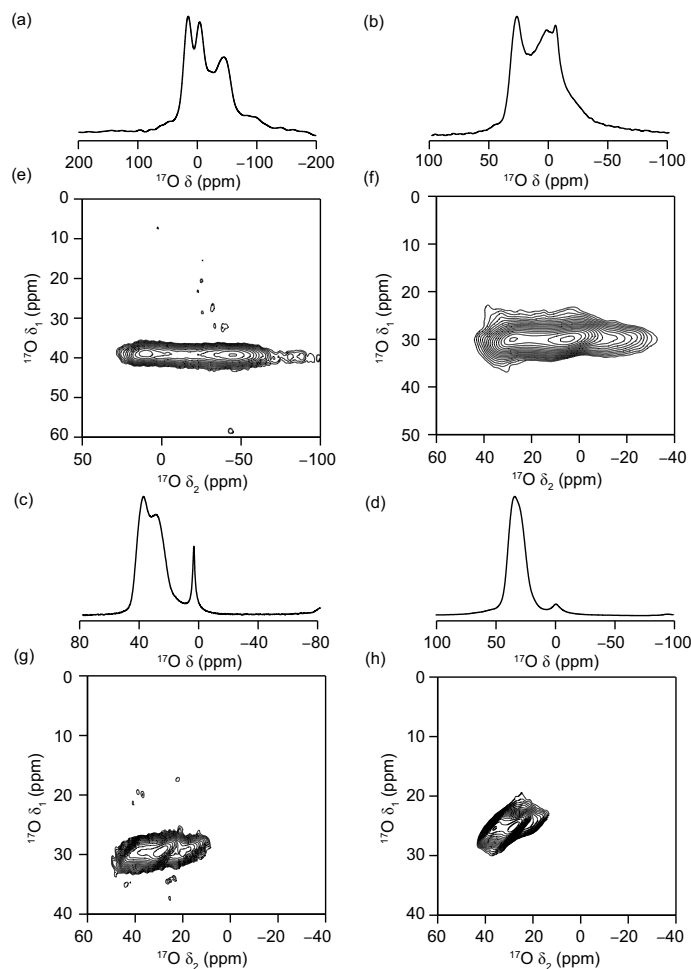 (a)
200 100 0 −100 −200
17O δ (ppm)
(b)
100 50 0 −50 −100
17O δ (ppm)
(e)
0
10
20
30
40
50
60
17O δ1 (ppm)
50 0 −50 −100
17O δ2 (ppm)
(f)
0
10
20
30
40
50
17O δ1 (ppm)
60 40 20 0 −20 −40
17O δ2 (ppm)
(c)
80 40 0 −40 −80
17O δ (ppm)
(d)
100 50 0 −50 −100
17O δ (ppm)
(g)
0
10
20
30
40
17O δ1 (ppm)
60 40 20 0 −20 −40
17O δ2 (ppm)
(h)
0
10
20
30
40
17O δ1 (ppm)
60 40 20 0 −20 −40
17O δ2 (ppm)